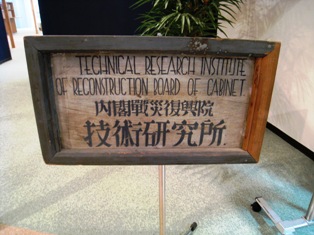 TECHNICAL RESEARCH INSTITUTE
OF RECONSTRUCTION BOARD OF CABINET
内閣戰災復興院
技術研究所